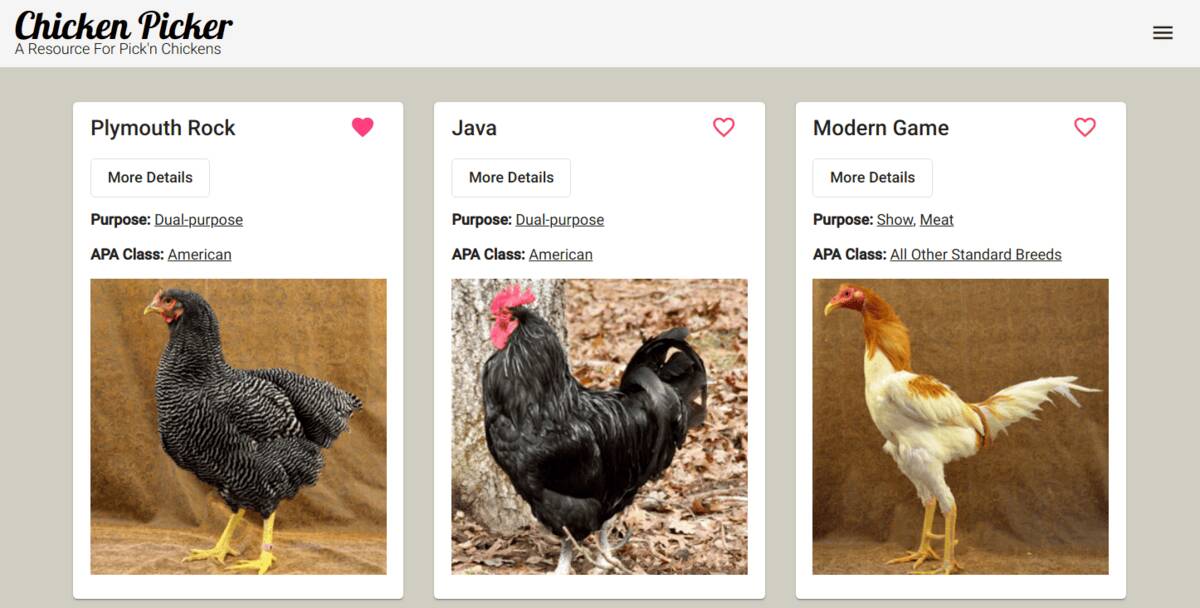 Chicken Picker
A Resource For Pick'n Chickens
Plymouth Rock
More Details
Purpose: Dual-purpose
APA Class: American
Java
More Details
Purpose: Dual-purpose
APA Class: American
Modern Game
More Details
Purpose: Show, Meat
APA Class: All Other Standard Breeds